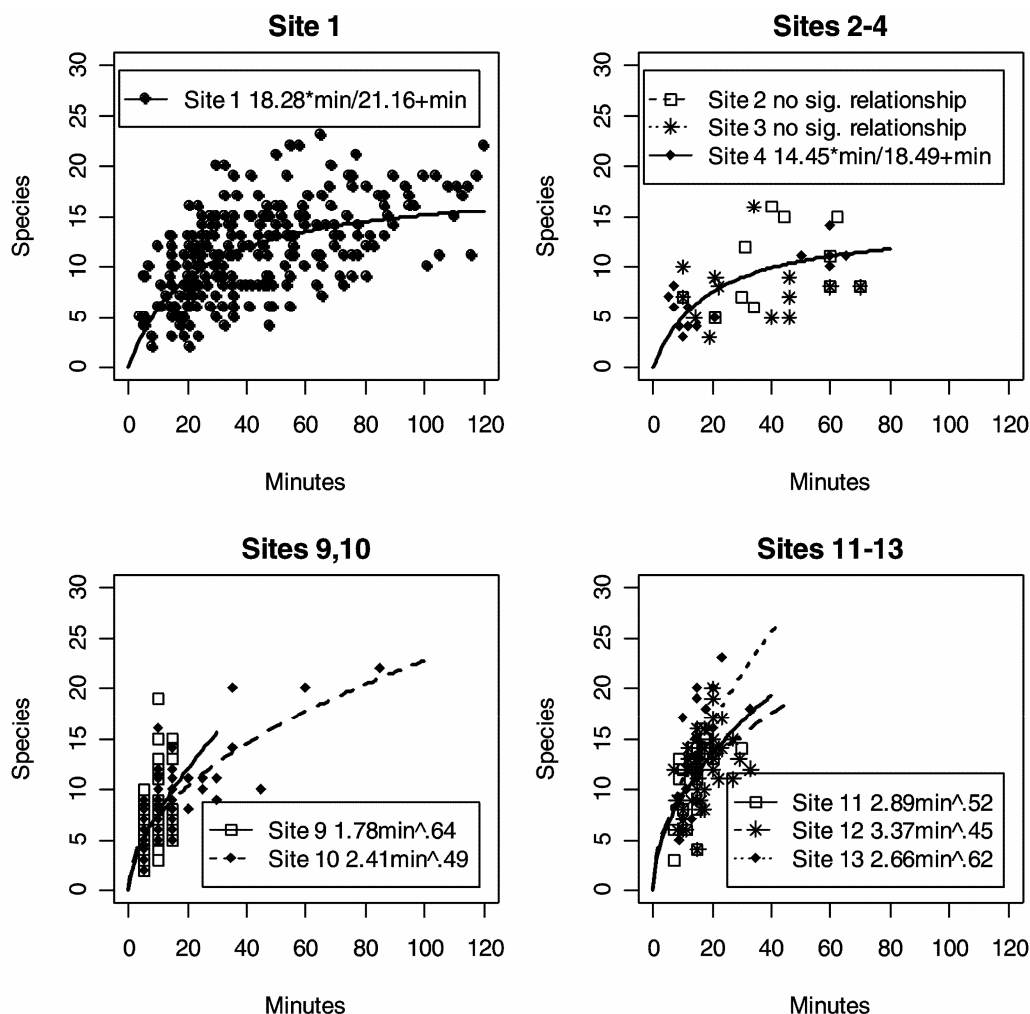 Site 1
Species
30
25
20
15
10
5
0
Site 1 18.28*min/21.16+min
0 20 40 60 80 100 120
Minutes
Sites 2-4
Species
30
25
20
15
10
5
0
Site 2 no sig. relationship
Site 3 no sig. relationship
Site 4 14.45*min/18.49+min
0 20 40 60 80 100 120
Minutes
Sites 9,10
Species
30
25
20
15
10
5
0
Site 9 1.78min^.64
Site 10 2.41min^.49
0 20 40 60 80 100 120
Minutes
Sites 11-13
Species
30
25
20
15
10
5
0
Site 11 2.89min^.52
Site 12 3.37min^.45
Site 13 2.66min^.62
0 20 40 60 80 100 120
Minutes